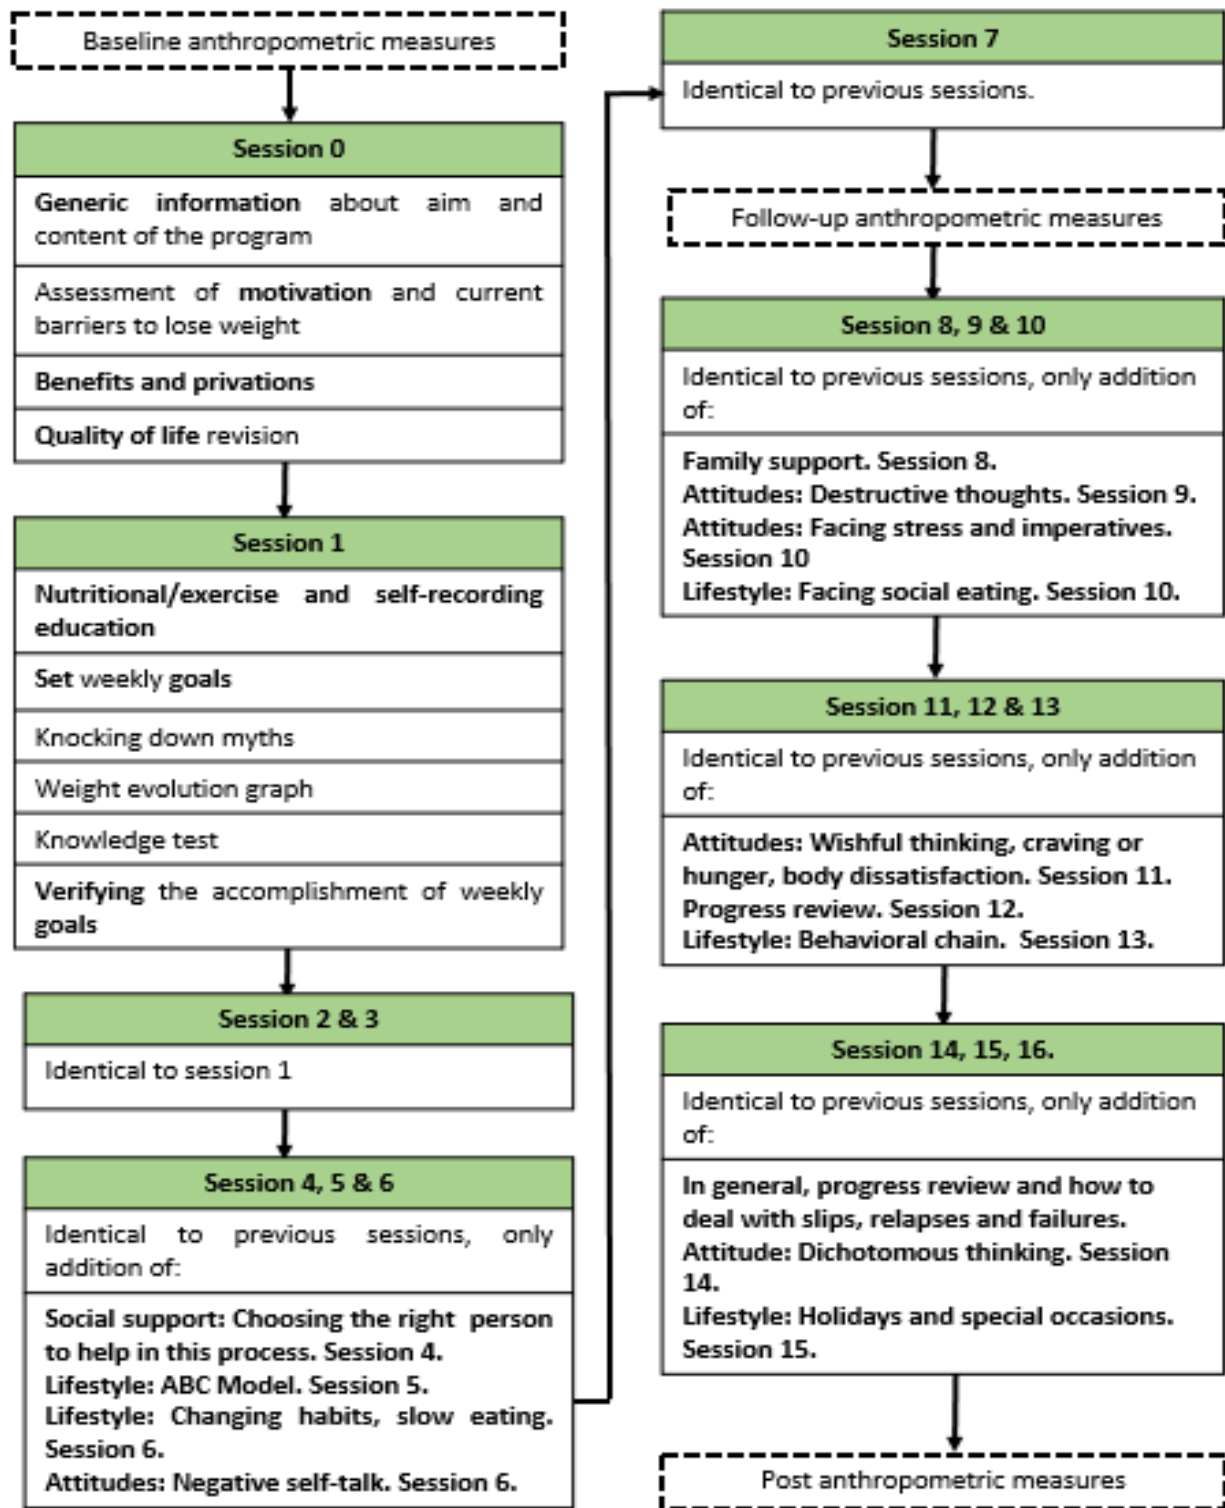 Baseline anthropometric measures
Session 0
Generic information about aim and
content of the program
Assessment of motivation and current
barriers to lose weight
Benefits and privations
Quality of life revision
Session 1
Nutritional/exercise and self-recording
education
Set weekly goals
Knocking down myths
Weight evolution graph
Knowledge test
Verifying the accomplishment of weekly
goals
Session 2 & 3
Identical to session 1
Session 4, 5 & 6
Identical to previous sessions, only
addition of:
Social support: Choosing the right person
to help in this process. Session 4.
Lifestyle: ABC Model. Session 5.
Lifestyle: Changing habits, slow eating.
Session 6.
Attitudes: Negative self-talk. Session 6.
Session 7
Identical to previous sessions.
Follow-up anthropometric measures
Session 8, 9 & 10
Identical to previous sessions, only addition
of:
Family support. Session 8.
Attitudes: Destructive thoughts. Session 9.
Attitudes: Facing stress and imperatives.
Session 10
Lifestyle: Facing social eating. Session 10.
Session 11, 12 & 13
Identical to previous sessions, only addition
of:
Attitudes: Wishful thinking, craving or
hunger, body dissatisfaction. Session 11.
Progress review. Session 12.
Lifestyle: Behavioral chain. Session 13.
Session 14, 15, 16.
Identical to previous sessions, only addition
of:
In general, progress review and how to
deal with slips, relapses and failures.
Attitude: Dichotomous thinking. Session
14.
Lifestyle: Holidays and special occasions.
Session 15.
Post anthropometric measures